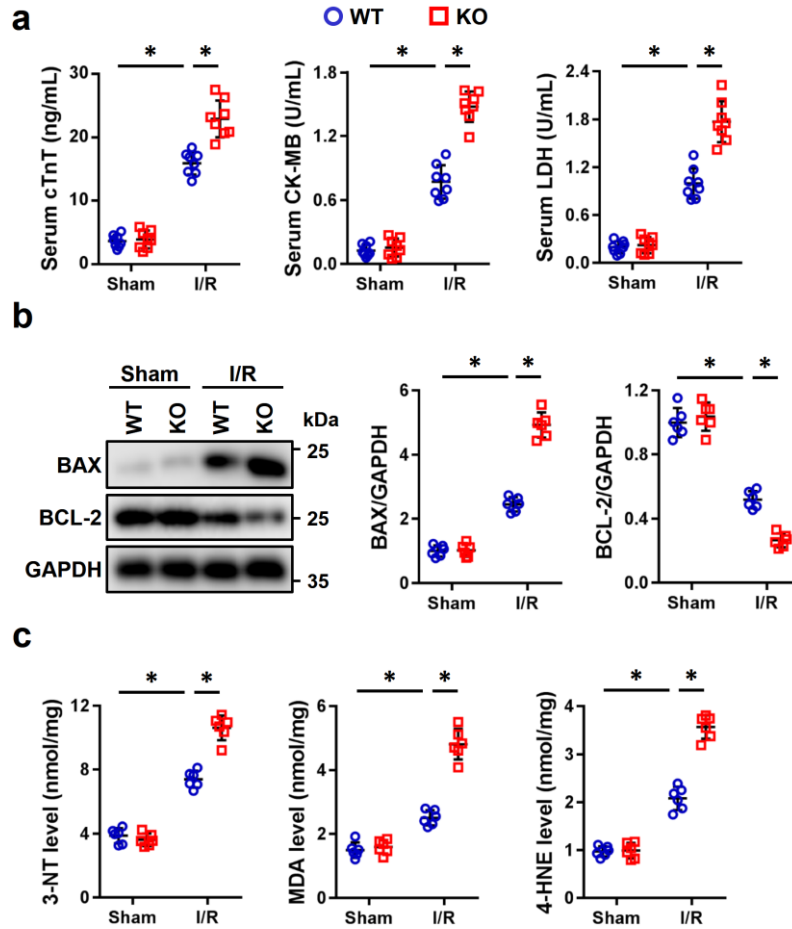 a
WT KO
* *
Serum cTnT (ng/mL)
30
20
10
0
Sham I/R
* *
Serum CK-MB (U/mL)
1.8
1.2
0.6
0.0
Sham I/R
* *
Serum LDH (U/mL)
2.4
1.8
1.2
0.6
0.0
Sham I/R
b
Sham I/R
WT KO WT KO kDa
BAX 25
BCL-2 25
GAPDH 35
* *
BAX/GAPDH
6
4
2
0
Sham I/R
* *
BCL-2/GAPDH
1.2
0.8
0.4
0.0
Sham I/R
c
* *
3-NT level (nmol/mg)
12
8
4
0
Sham I/R
* *
MDA level (nmol/mg)
6
4
2
0
Sham I/R
* *
4-HNE level (nmol/mg)
4
3
2
1
0
Sham I/R